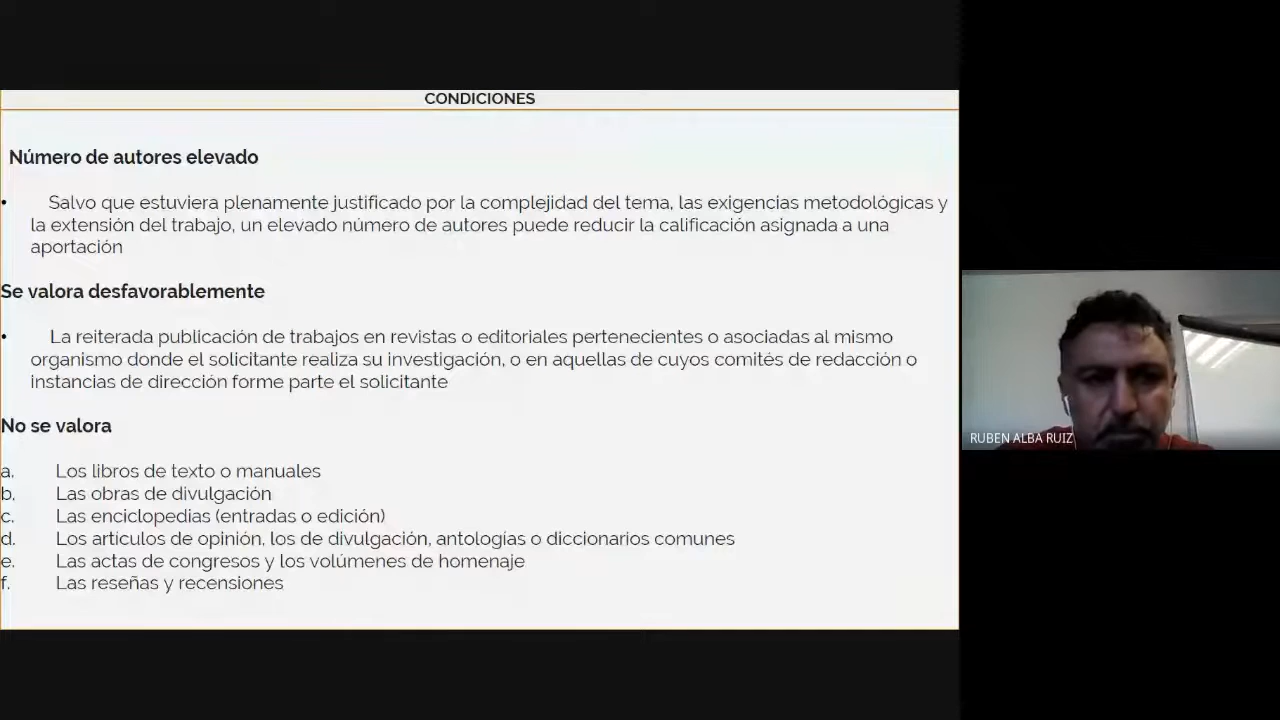 CONDICIONES
Número de autores elevado
• Salvo que estuviera plenamente justificado por la complejidad del tema, las exigencias metodológicas y
la extensión del trabajo, un elevado número de autores puede reducir la calificación asignada a una
aportación
Se valora desfavorablemente
• La reiterada publicación de trabajos en revistas o editoriales pertenecientes o asociadas al mismo
organismo donde el solicitante realiza su investigación, o en aquellas de cuyos comités de redacción o
instancias de dirección forme parte el solicitante
No se valora
a. Los libros de texto o manuales
b. Las obras de divulgación
c. Las enciclopedias (entradas o edición)
d. Los artículos de opinión, los de divulgación, antologías o diccionarios comunes
e. Las actas de congresos y los volúmenes de homenaje
f. Las reseñas y recensiones
RUBEN ALBA RUIZ